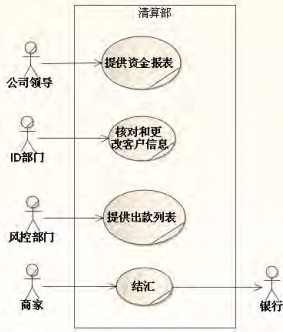 清算部
提供资金报表
公司领导
核对和更
改客户信息
ID部门
提供出款列表
风控部门
结汇
商家
银行